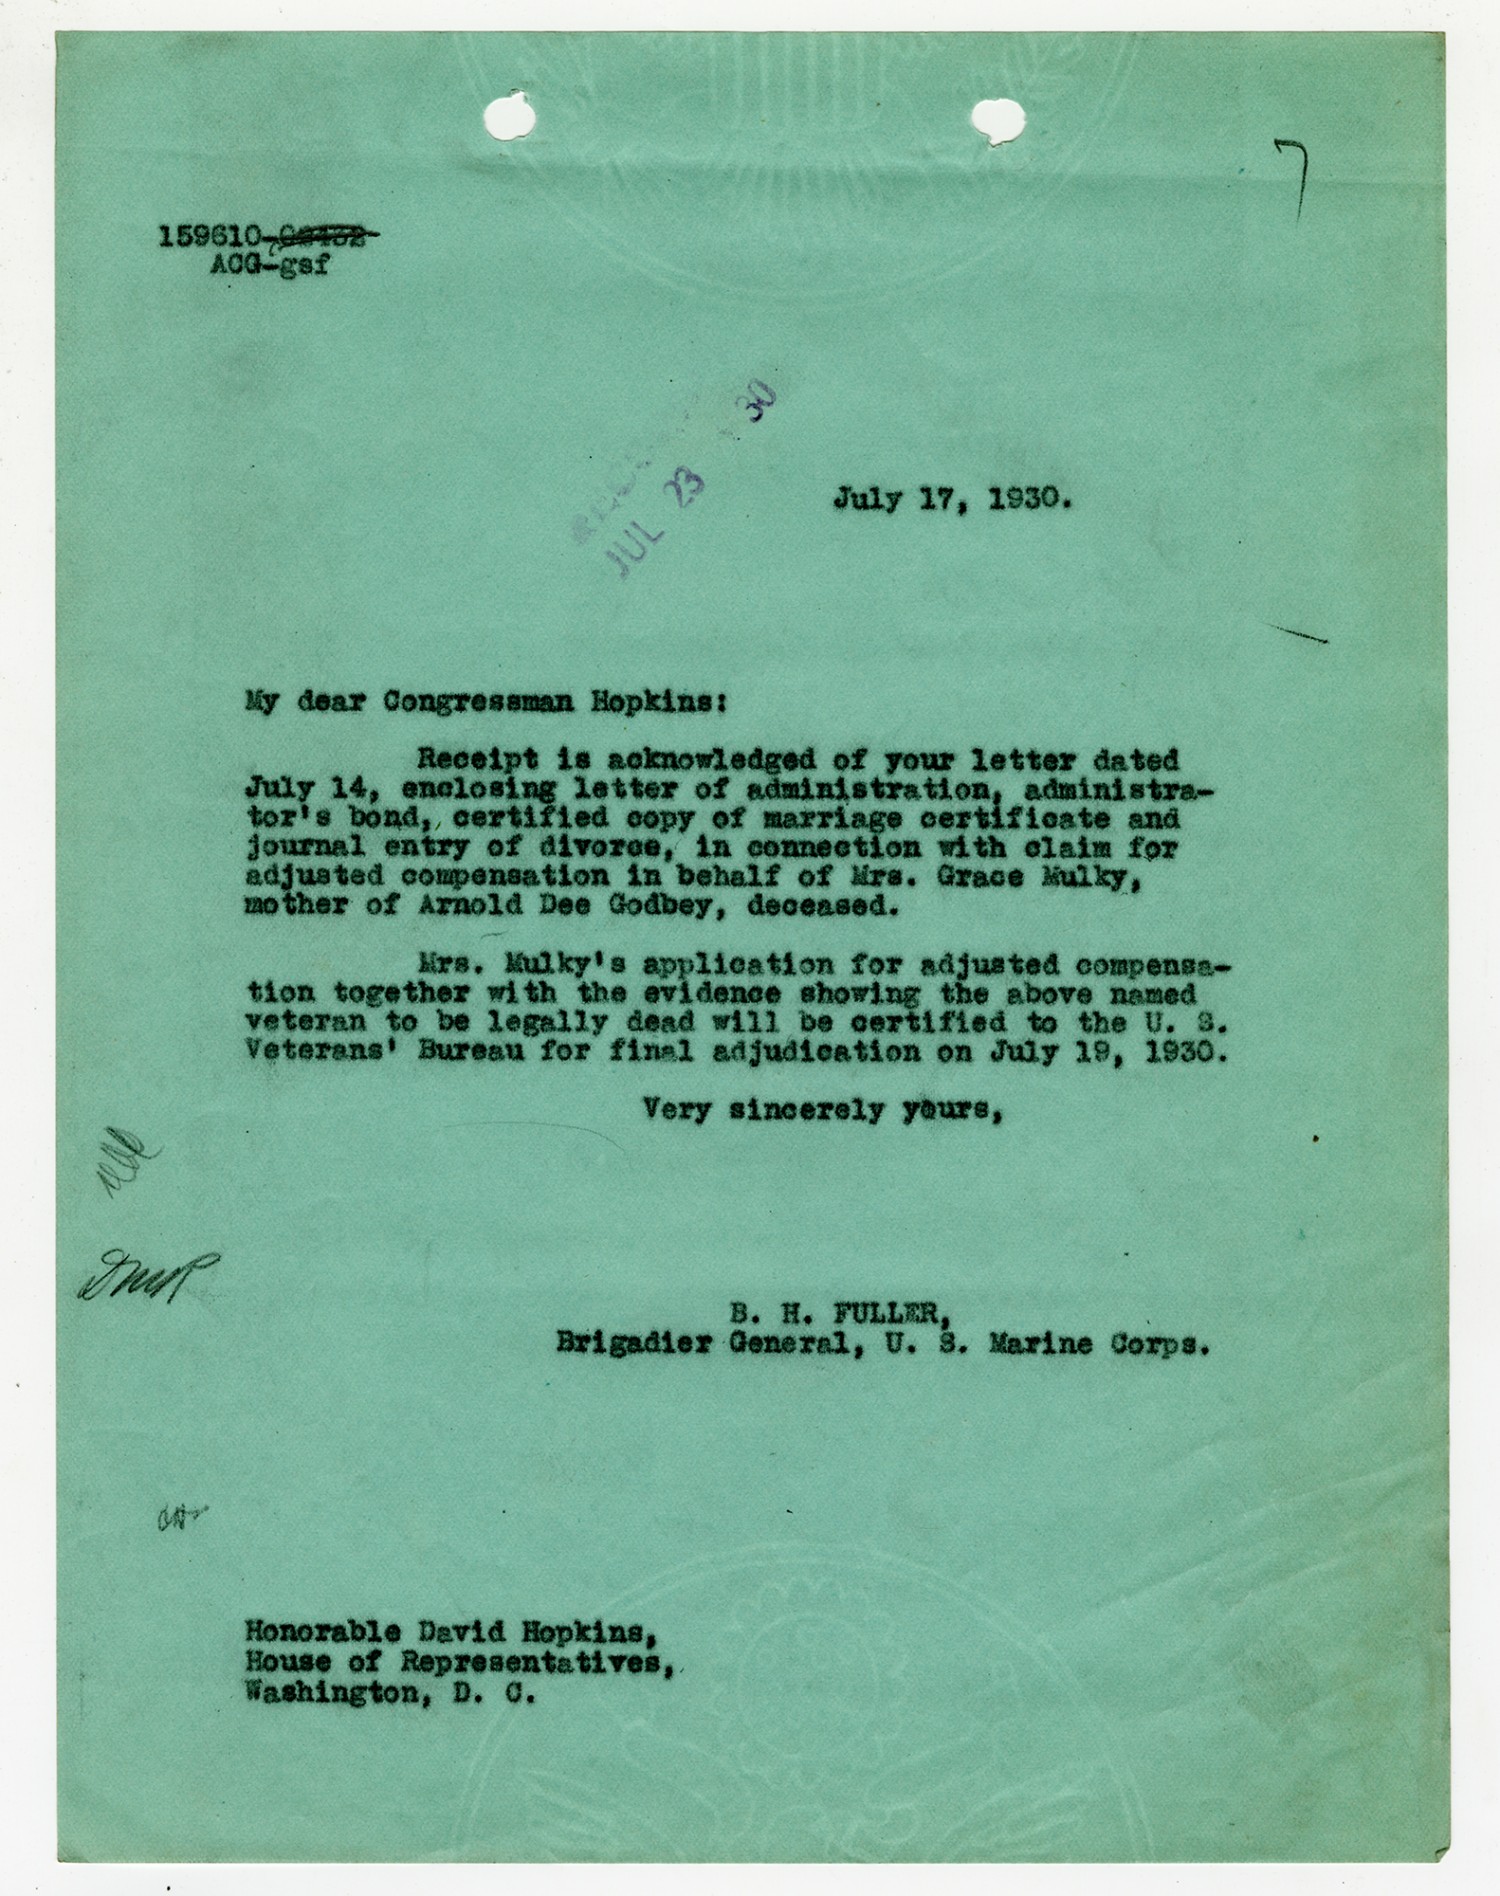 7
159610-
ACG-gsf
30
JUL 23
July 17, 1930.
My dear Congressman Hopkins:
Receipt is acknowledged of your letter dated
July 14, enclosing letter of administration, administra-
tor's bond, certified copy of marriage certificate and
journal entry of divorce, in connection with claim for
adjusted compensation in behalf of Mrs. Grace Mulky,
mother of Arnold Dee Godbey, deceased.
Mrs. Mulky's application for adjusted compensa-
tion together with the evidence showing the above named
veteran to be legally dead will be certified to the U. S.
Veterans' Bureau for final adjudication on July 19, 1930.
Very sincerely yours,
B. H. FULLER,
Brigadier General, U. S. Marine Corps.
Honorable David Hopkins,
House of Representatives,
Washington, D. C.